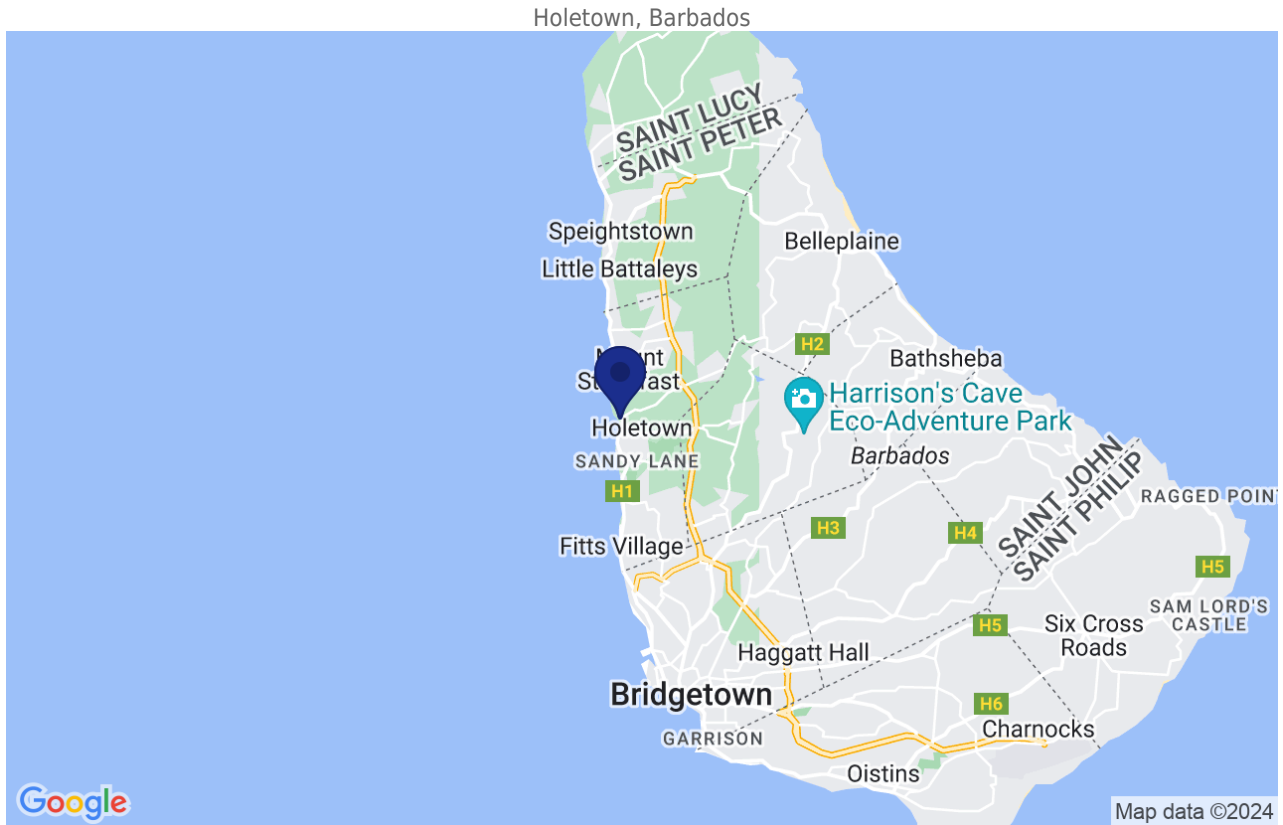 Holetown, Barbados
SAINT LUCY
SAINT PETER
Speightstown
Belleplaine
Little Battaleys
H2
Bathsheba
Harrison's Cave
Eco-Adventure Park
Holetown
Barbados
SANDY LANE
SAINT JOHN
SAINT PHILIP
H1
RAGGED POINT
H3
H4
Fitts Village
H5
SAM LORD'S
CASTLE
H5
Six Cross
Roads
Haggatt Hall
Bridgetown
H6
Charnocks
GARRISON
Oistins
Google
Map data ©2024